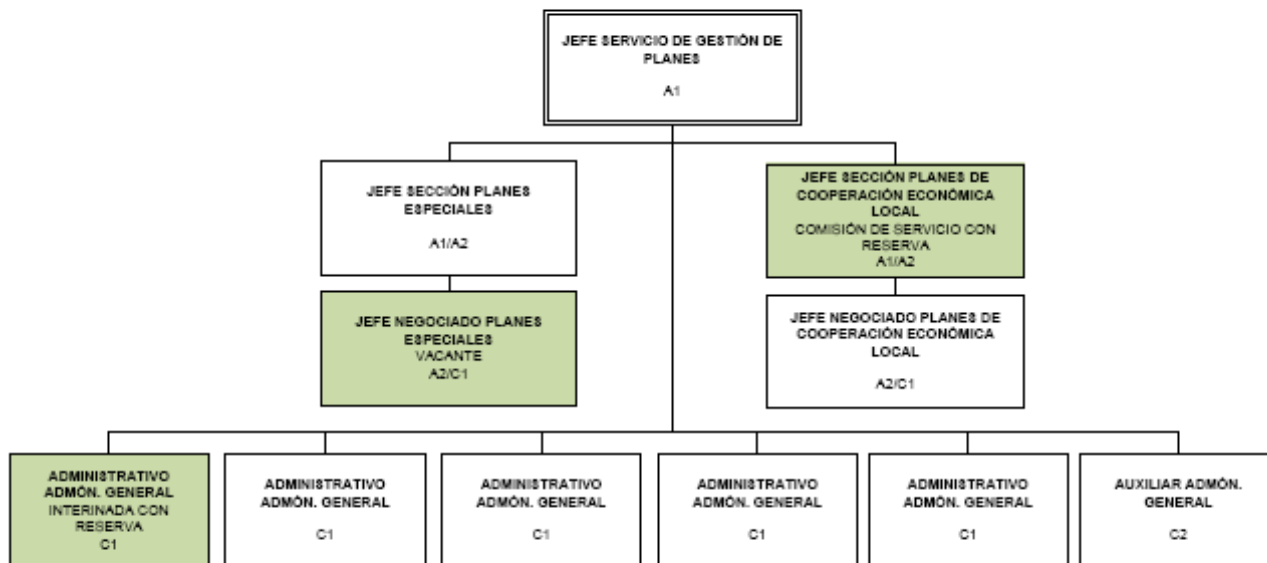 JEFE SERVICIO DE GESTIÓN DE
PLANES
A1
JEFE SECCIÓN PLANES
ESPECIALES
A1/A2
JEFE SECCIÓN PLANES DE
COOPERACIÓN ECONÓMICA
LOCAL
COMISIÓN DE SERVICIO CON
RESERVA
A1/A2
JEFE NEGOCIADO PLANES
ESPECIALES
VACANTE
A2/C1
JEFE NEGOCIADO PLANES DE
COOPERACIÓN ECONÓMICA
LOCAL
A2/C1
ADMINISTRATIVO
ADMÓN. GENERAL
INTERINADA CON
RESERVA
C1
ADMINISTRATIVO
ADMÓN. GENERAL
C1
ADMINISTRATIVO
ADMÓN. GENERAL
C1
ADMINISTRATIVO
ADMÓN. GENERAL
C1
ADMINISTRATIVO
ADMÓN. GENERAL
C1
AUXILIAR ADMÓN.
GENERAL
C2